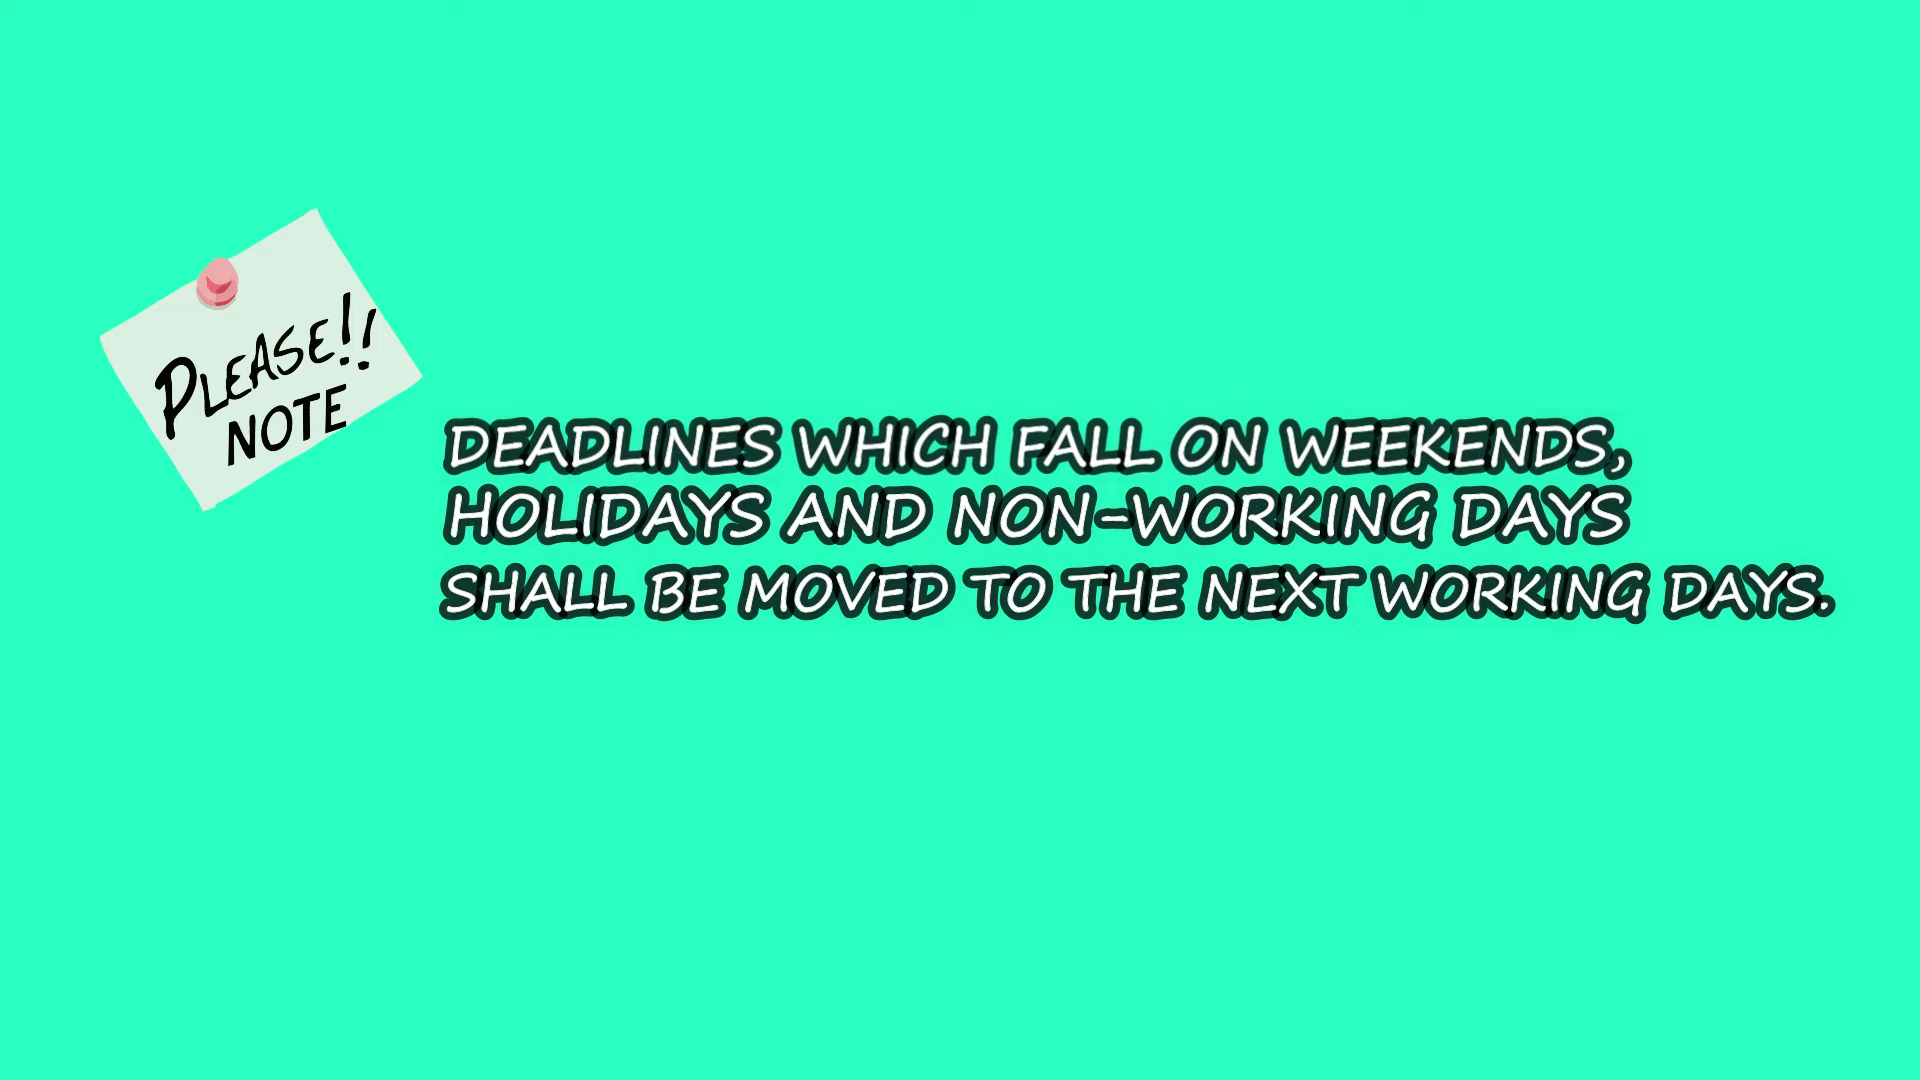 PLEASE!!
NOTE
DEADLINES WHICH FALL ON WEEKENDS,
HOLIDAYS AND NON-WORKING DAYS
SHALL BE MOVED TO THE NEXT WORKING DAYS.